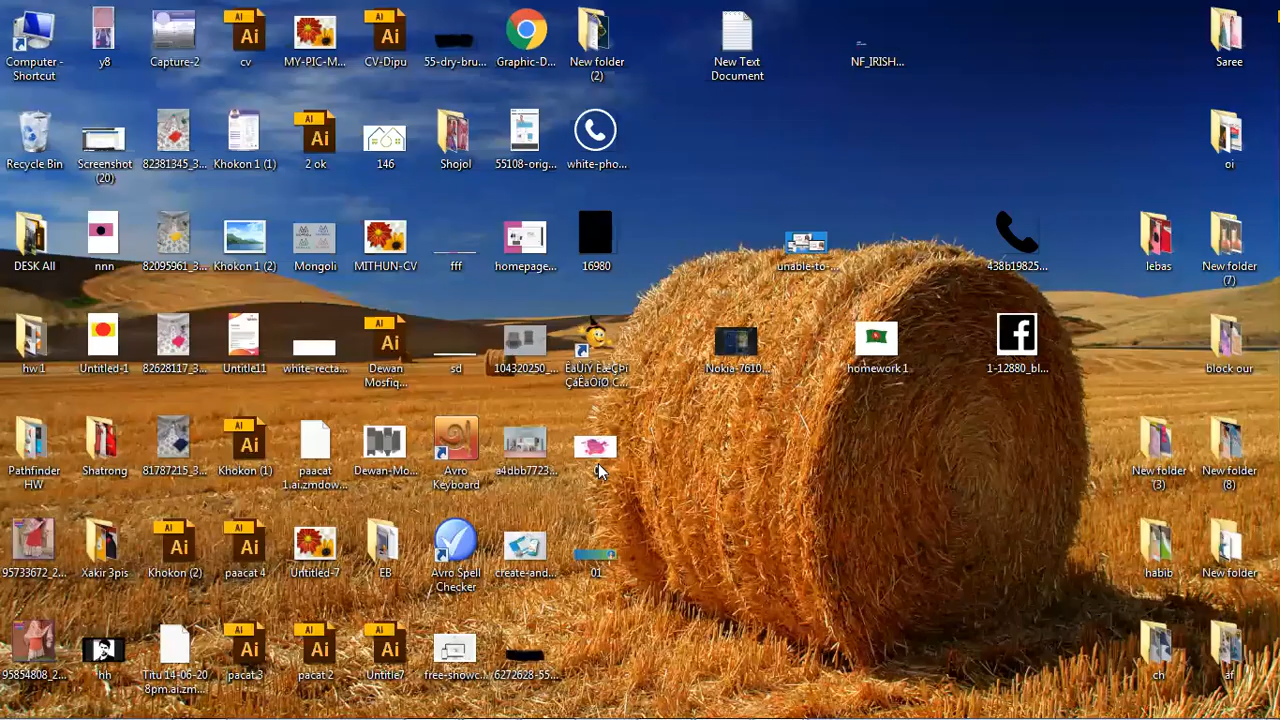 Computer -
Shortcut
y8
Capture-2
cv
MY-PIC-M...
CV-Dipu
55-dry-bru...
Graphic-D...
New folder
(2)
New Text
Document
NF_IRISH...
Saree
Recycle Bin
Screenshot
(20)
82381345_3...
Khokon 1 (1)
2 ok
146
Shojol
55108-orig...
white-pho...
oi
DESK All
nnn
82095961_3...
Khokon 1 (2)
Mongoli
MITHUN-CV
fff
homepage...
16980
unable-to-...
438b19825...
lebas
New folder
(7)
hw 1
Untitled-1
82628117_3...
Untitle11
white-recta...
Dewan
Mosfiq...
sd
104320250_...
Nokia-7610...
homework 1
1-12880_bl...
block our
Pathfinder
HW
Shatrong
81787215_3...
Khokon (1)
paacat
1.ai.zmdow...
Dewan-Mo...
Avro
Keyboard
a4dbb7723...
New folder
(3)
New folder
(8)
95733672_2...
Xakir 3pis
Khokon (2)
paacat 4
Untitled-7
EB
Avro Spell
Checker
create-and...
01
habib
New folder
95854808_2...
hh
Titu 14-06-20
8pm.ai.zm...
pacat 3
pacat 2
Untitle7
free-showc...
6272628-55...
ch
af